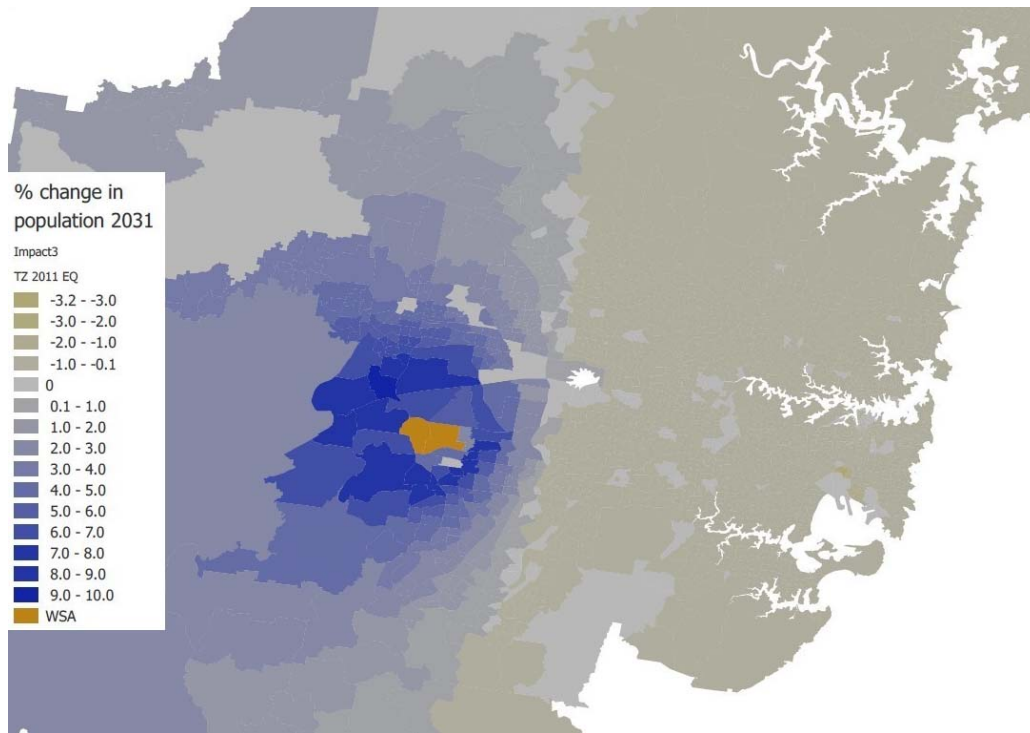 % change in
population 2031
Impact3
TZ 2011 EQ
-3.2 - -3.0
-3.0 - -2.0
-2.0 - -1.0
-1.0 - -0.1
0
0.1 - 1.0
1.0 - 2.0
2.0 - 3.0
3.0 - 4.0
4.0 - 5.0
5.0 - 6.0
6.0 - 7.0
7.0 - 8.0
8.0 - 9.0
9.0 - 10.0
WSA